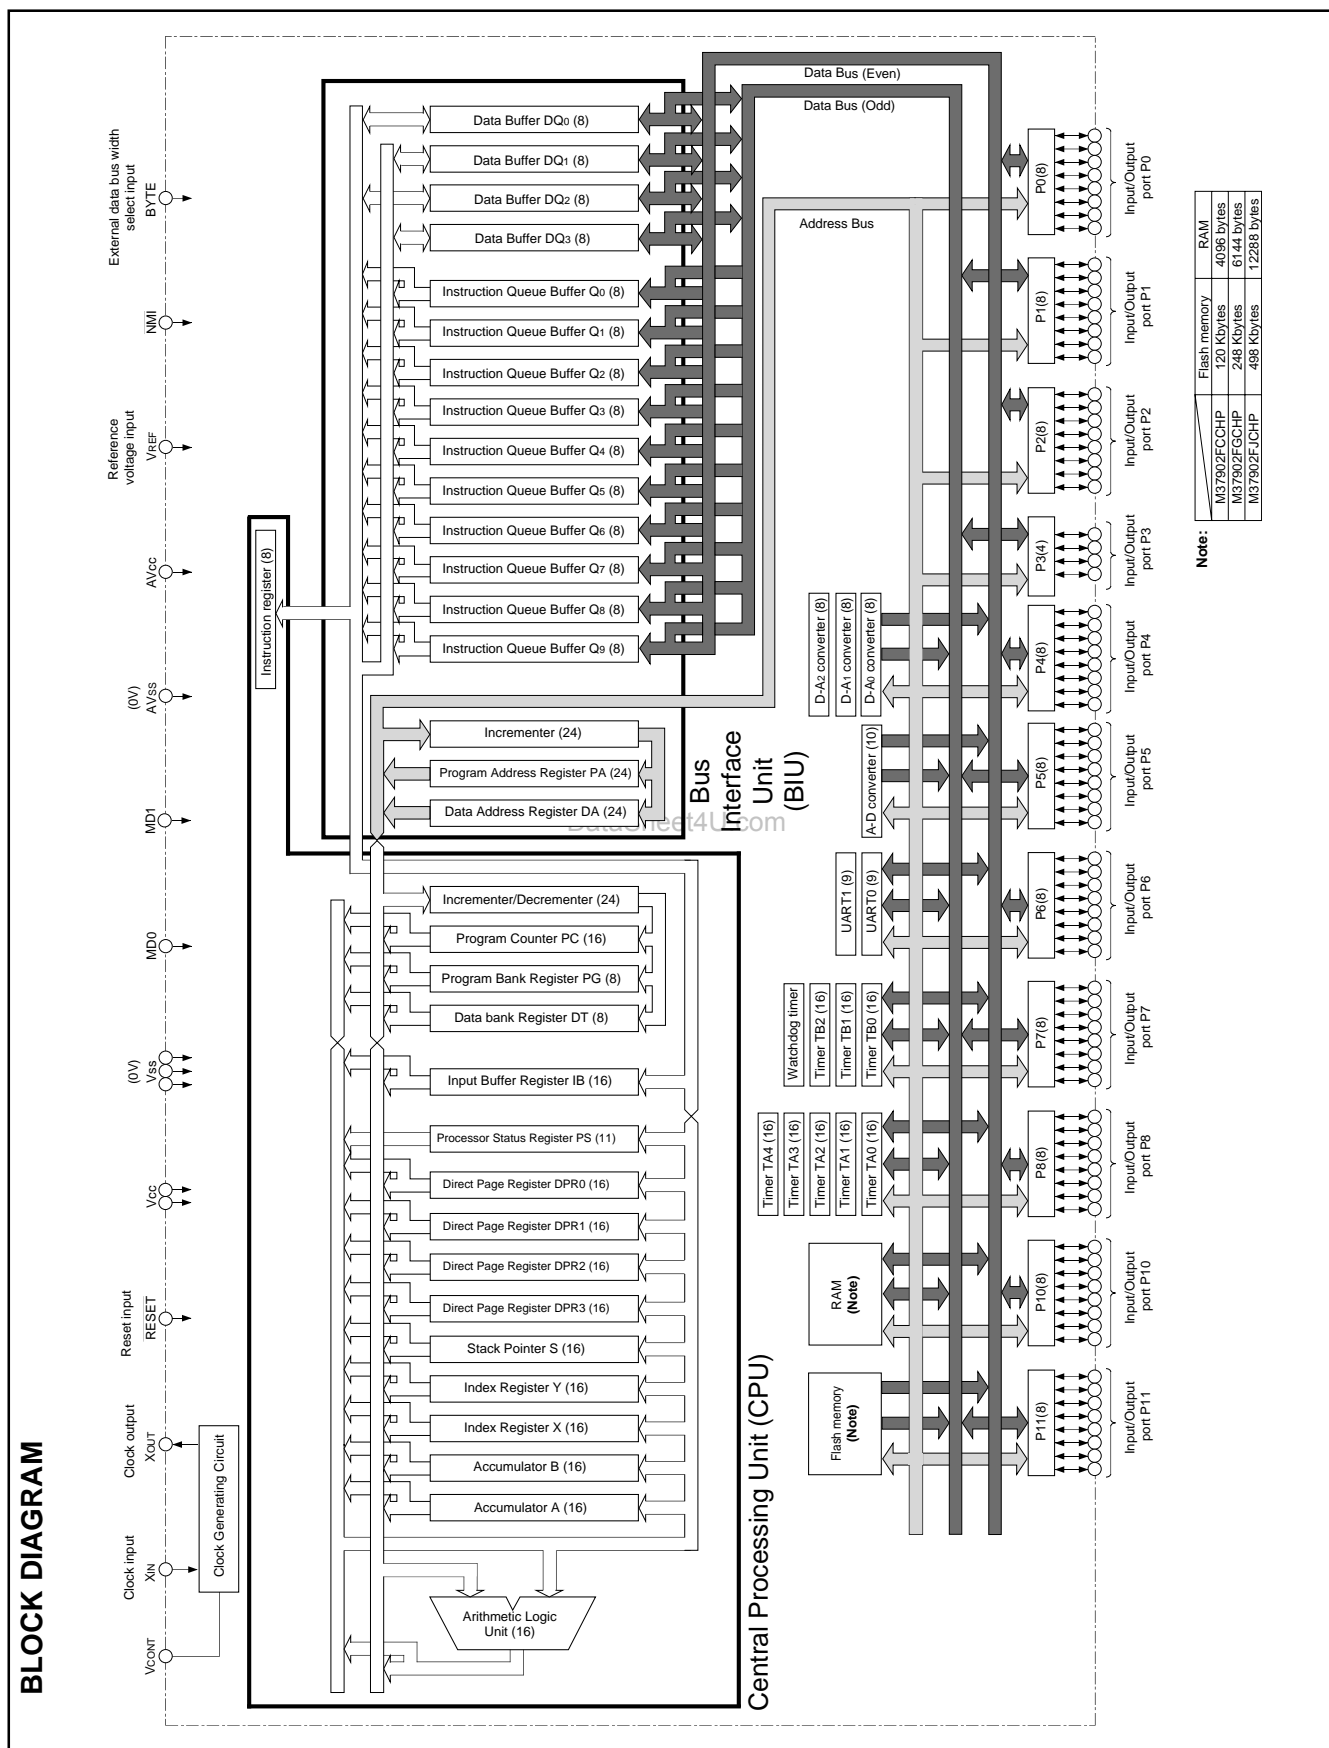 BLOCK DIAGRAM
External data bus width
select input
BYTE
NMI
Reference
voltage input
VREF
AVcc
(0V)
AVss
MD1
MD0
(0V)
Vss
Vcc
Reset input
RESET
Clock output
XOUT
Clock input
XIN
VCONT
Clock Generating Circuit
Instruction register (8)
Data Buffer DQ0 (8)
Data Buffer DQ1 (8)
Data Buffer DQ2 (8)
Data Buffer DQ3 (8)
Instruction Queue Buffer Q0 (8)
Instruction Queue Buffer Q1 (8)
Instruction Queue Buffer Q2 (8)
Instruction Queue Buffer Q3 (8)
Instruction Queue Buffer Q4 (8)
Instruction Queue Buffer Q5 (8)
Instruction Queue Buffer Q6 (8)
Instruction Queue Buffer Q7 (8)
Instruction Queue Buffer Q8 (8)
Instruction Queue Buffer Q9 (8)
Incrementer (24)
Program Address Register PA (24)
Data Address Register DA (24)
Bus
Interface
Unit
(BIU)
DataSheet4U.com
Incrementer/Decrementer (24)
Program Counter PC (16)
Program Bank Register PG (8)
Data bank Register DT (8)
Input Buffer Register IB (16)
Processor Status Register PS (11)
Direct Page Register DPR0 (16)
Direct Page Register DPR1 (16)
Direct Page Register DPR2 (16)
Direct Page Register DPR3 (16)
Stack Pointer S (16)
Index Register Y (16)
Index Register X (16)
Accumulator B (16)
Accumulator A (16)
Arithmetic Logic
Unit (16)
Central Processing Unit (CPU)
Data Bus (Even)
Data Bus (Odd)
Address Bus
D-A2 converter (8)
D-A1 converter (8)
D-A0 converter (8)
A-D converter (10)
UART1 (9)
UART0 (9)
Watchdog timer
Timer TB2 (16)
Timer TB1 (16)
Timer TB0 (16)
Timer TA4 (16)
Timer TA3 (16)
Timer TA2 (16)
Timer TA1 (16)
Timer TA0 (16)
RAM
(Note)
Flash memory
(Note)
P0(8)
Input/Output
port P0
P1(8)
Input/Output
port P1
P2(8)
Input/Output
port P2
P3(4)
Input/Output
port P3
P4(8)
Input/Output
port P4
P5(8)
Input/Output
port P5
P6(8)
Input/Output
port P6
P7(8)
Input/Output
port P7
P8(8)
Input/Output
port P8
P10(8)
Input/Output
port P10
P11(8)
Input/Output
port P11
Note:
Flash memory RAM
M37902FCCHP 120 Kbytes 4096 bytes
M37902FGCHP 248 Kbytes 6144 bytes
M37902FJCHP 498 Kbytes 12288 bytes